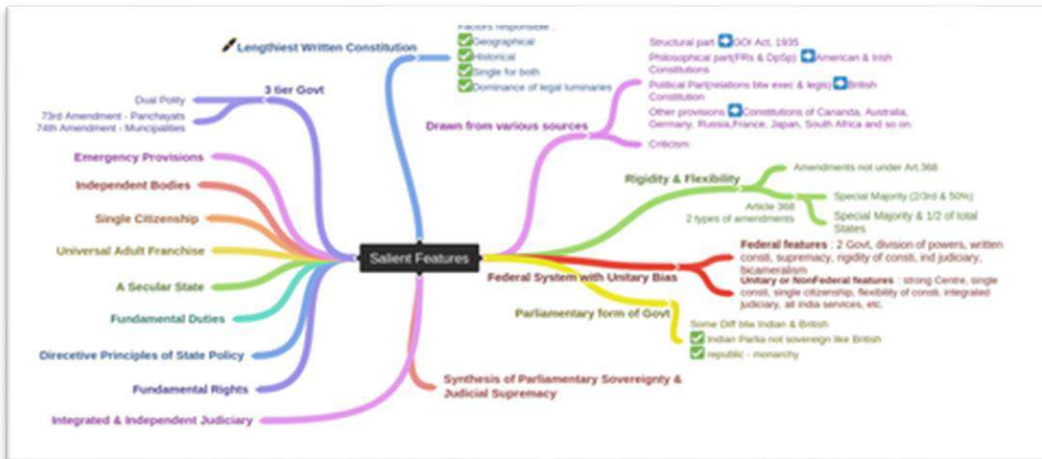 Lengthiest Written Constitution
Factors responsible :
Geographical
Historical
Single for both
Dominance of legal luminaries
3 tier Govt
Dual Polity
73rd Amendment - Panchayats
74th Amendment - Muncipalities
Emergency Provisions
Independent Bodies
Single Citizenship
Universal Adult Franchise
A Secular State
Fundamental Duties
Direcetive Principles of State Policy
Fundamental Rights
Integrated & Independent Judiciary
Salient Features
Drawn from various sources
Structural part ➡GOI Act, 1935
Philosophical part(FRs & DpSp) ➡American & Irish
Constitutions
Political Part(relations btw exec & legis)➡British
Constitution
Other provisions ➡Constitutions of Cananda, Australia,
Germany, Russia,France, Japan, South Africa and so on.
Criticism
Rigidity & Flexibility
Amendments not under Art 368
Article 368
2 types of amendments
Special Majority (2/3rd & 50%)
Special Majority & 1/2 of total
States
Federal System with Unitary Bias
Federal features : 2 Govt, division of powers, written
consti, supremacy, rigidity of consti, ind judiciary,
bicameralism
Unitary or NonFederal features : strong Centre, single
consti, single citizenship, flexibility of consti, integrated
judiciary, all india services, etc.
Parliamentary form of Govt
Some Diff btw Indian & British
Indian Parlia not sovereign like British
republic - monarchy
Synthesis of Parliamentary Sovereignty &
Judicial Supremacy